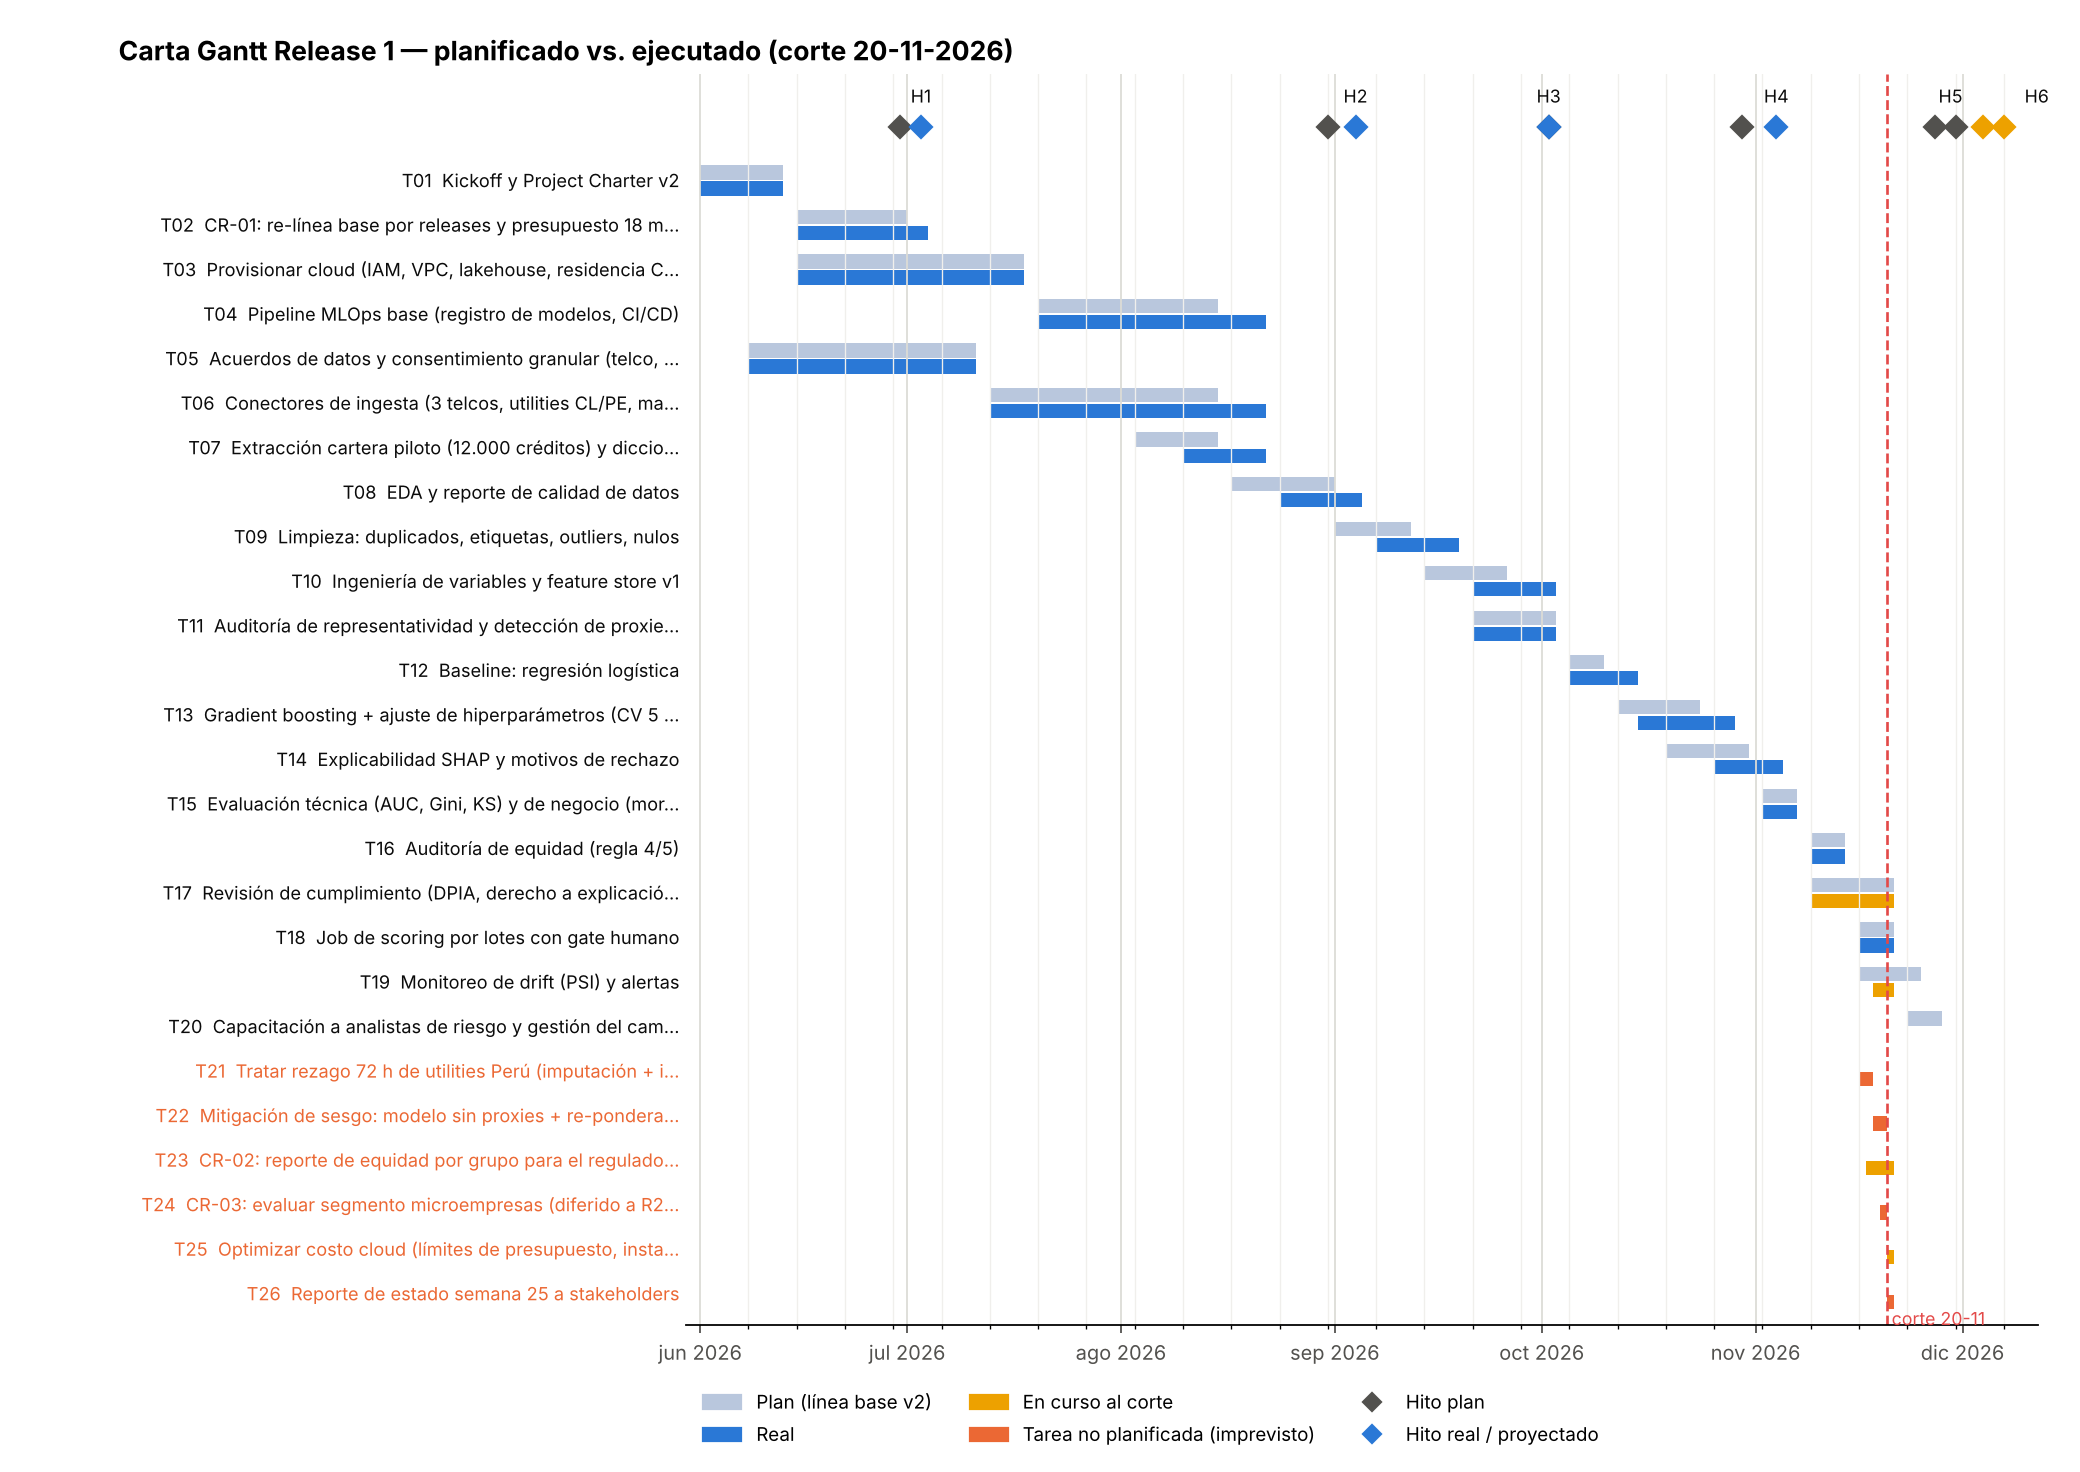 Carta Gantt Release 1 — planificado vs. ejecutado (corte 20-11-2026)
H1 H2 H3 H4 H5 H6
T01 Kickoff y Project Charter v2
T02 CR-01: re-línea base por releases y presupuesto 18 m...
T03 Provisionar cloud (IAM, VPC, lakehouse, residencia C...
T04 Pipeline MLOps base (registro de modelos, CI/CD)
T05 Acuerdos de datos y consentimiento granular (telco, ...
T06 Conectores de ingesta (3 telcos, utilities CL/PE, ma...
T07 Extracción cartera piloto (12.000 créditos) y diccio...
T08 EDA y reporte de calidad de datos
T09 Limpieza: duplicados, etiquetas, outliers, nulos
T10 Ingeniería de variables y feature store v1
T11 Auditoría de representatividad y detección de proxie...
T12 Baseline: regresión logística
T13 Gradient boosting + ajuste de hiperparámetros (CV 5 ...
T14 Explicabilidad SHAP y motivos de rechazo
T15 Evaluación técnica (AUC, Gini, KS) y de negocio (mor...
T16 Auditoría de equidad (regla 4/5)
T17 Revisión de cumplimiento (DPIA, derecho a explicació...
T18 Job de scoring por lotes con gate humano
T19 Monitoreo de drift (PSI) y alertas
T20 Capacitación a analistas de riesgo y gestión del cam...
T21 Tratar rezago 72 h de utilities Perú (imputación + i...
T22 Mitigación de sesgo: modelo sin proxies + re-pondera...
T23 CR-02: reporte de equidad por grupo para el regulado...
T24 CR-03: evaluar segmento microempresas (diferido a R2...
T25 Optimizar costo cloud (límites de presupuesto, insta...
T26 Reporte de estado semana 25 a stakeholders
corte 20-11
jun 2026 jul 2026 ago 2026 sep 2026 oct 2026 nov 2026 dic 2026
Plan (línea base v2) En curso al corte Hito plan
Real Tarea no planificada (imprevisto) Hito real / proyectado